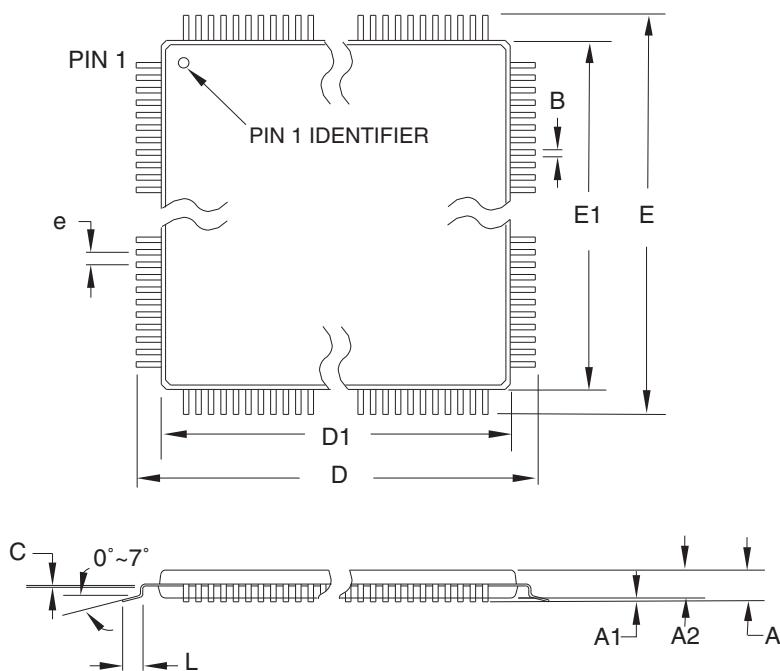 PIN 1
B
PIN 1 IDENTIFIER
e
E1
E
D1
D
C
0°~7°
A1
A2
A
L